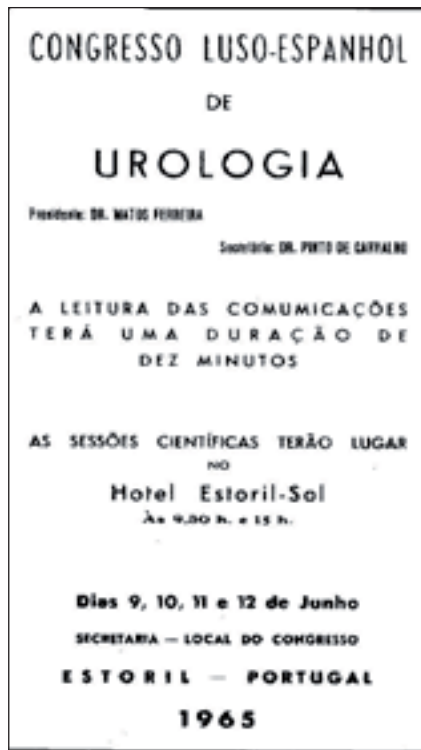 CONGRESSO LUSO-ESPANHOL
DE
UROLOGIA
Presidente: DR. MATOS FERREIRA
Secretário: DR. PINTO DE CARVALHO
A LEITURA DAS COMUMICAÇÕES
TERÁ UMA DURAÇÃO DE
DEZ MINUTOS
AS SESSÕES CIENTÍFICAS TERÃO LUGAR
NO
Hotel Estoril-Sol
Às 9,30 h. e 15 h.
Dias 9, 10, 11 e 12 de Junho
SECRETARIA — LOCAL DO CONGRESSO
ESTORIL — PORTUGAL
1965